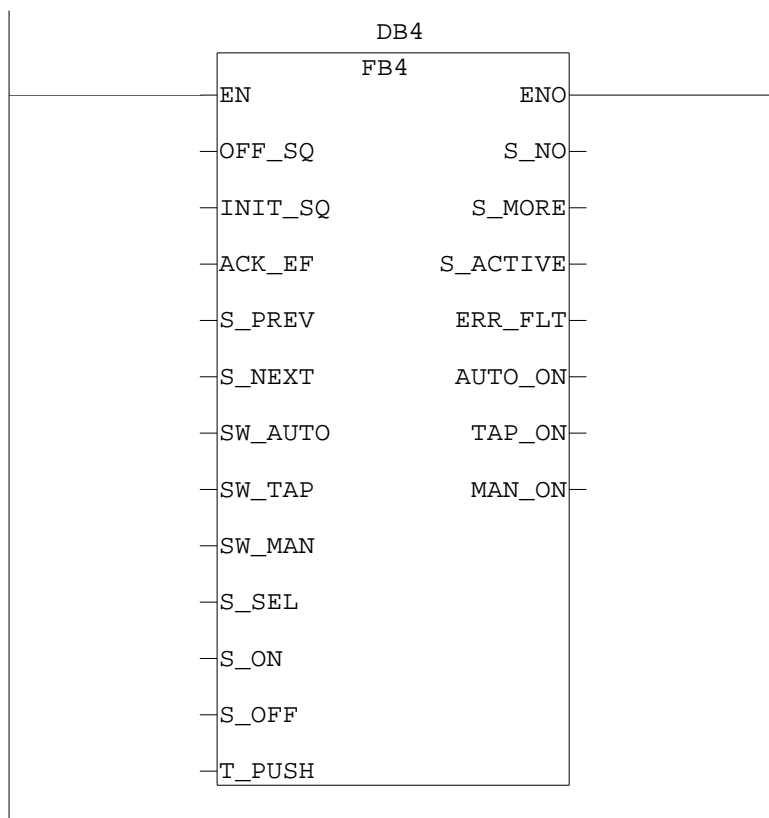 DB4
FB4
EN ENO
OFF_SQ S_NO
INIT_SQ S_MORE
ACK_EF S_ACTIVE
S_PREV ERR_FLT
S_NEXT AUTO_ON
SW_AUTO TAP_ON
SW_TAP MAN_ON
SW_MAN
S_SEL
S_ON
S_OFF
T_PUSH